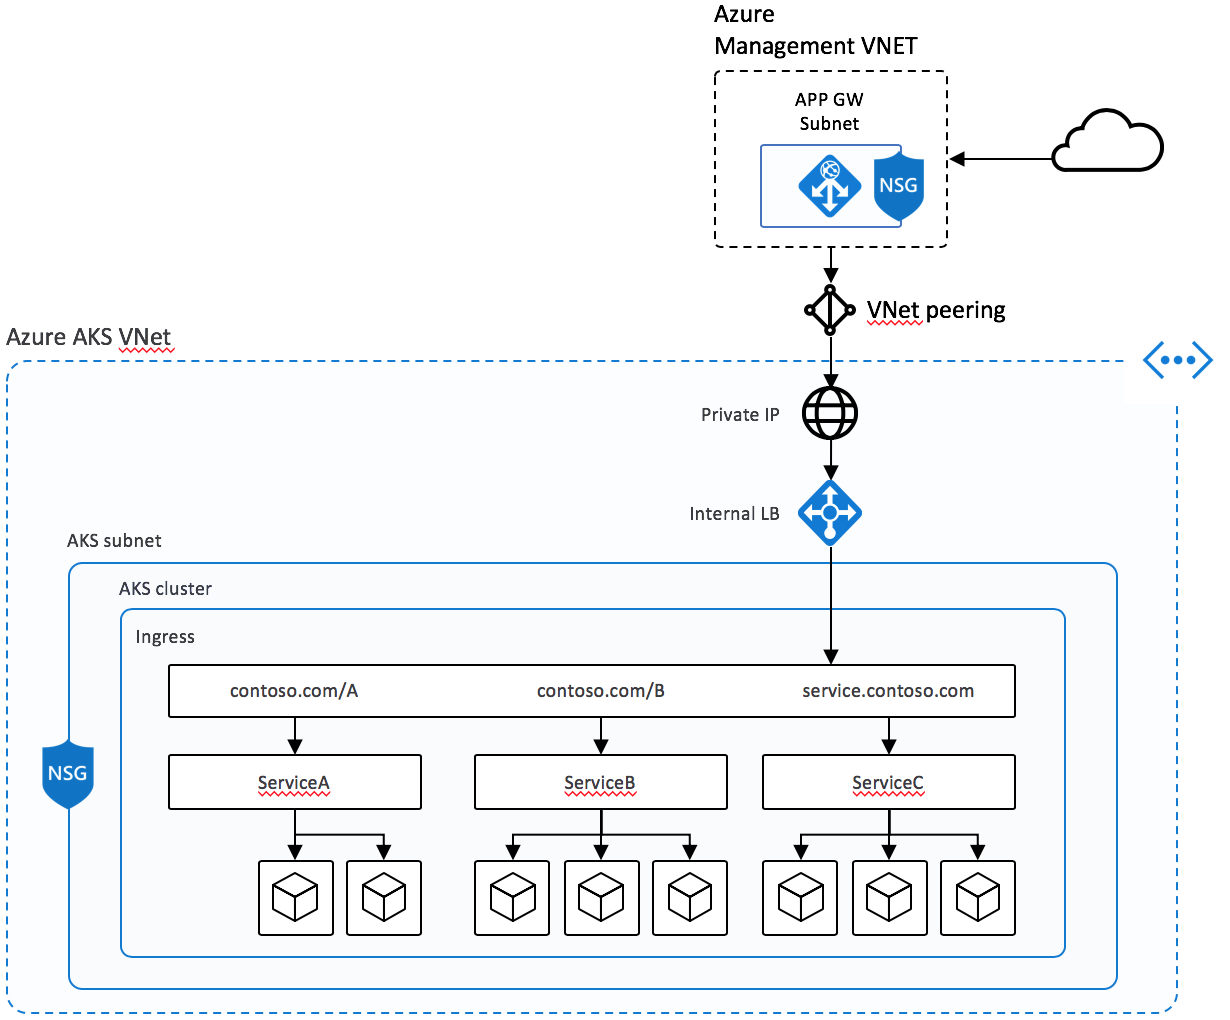 Azure
Management VNET
APP GW
Subnet
NSG
VNet peering
Azure AKS VNet
Private IP
Internal LB
AKS subnet
AKS cluster
Ingress
contoso.com/A
contoso.com/B
service.contoso.com
NSG
ServiceA
ServiceB
ServiceC